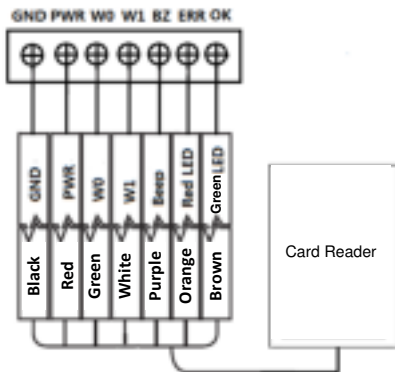 GND PWR W0 W1 BZ ERR OK
GND
PWR
W0
W1
Beep
Red LED
Green LED
Black
Red
Green
White
Purple
Orange
Brown
Card Reader